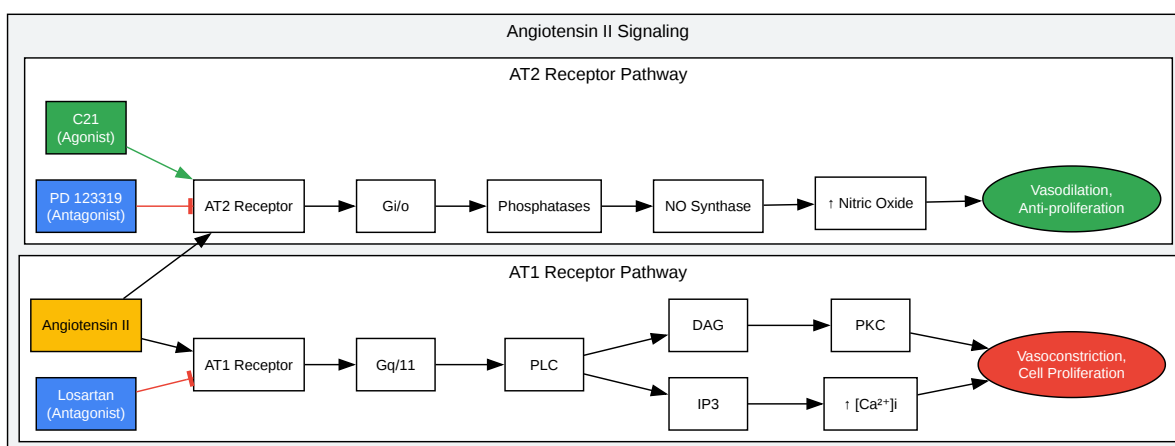 Angiotensin II Signaling
AT2 Receptor Pathway
C21
(Agonist)
PD 123319
(Antagonist)
AT2 Receptor
Gi/o
Phosphatases
NO Synthase
↑ Nitric Oxide
Vasodilation,
Anti-proliferation
AT1 Receptor Pathway
Angiotensin II
Losartan
(Antagonist)
AT1 Receptor
Gq/11
PLC
DAG
PKC
IP3
↑ [Ca²⁺]i
Vasoconstriction,
Cell Proliferation